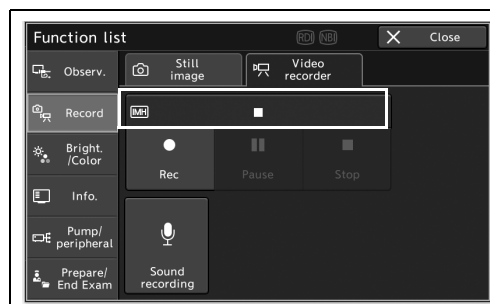 Function list
RDI NBI
Close
Observ.
Still
image
Video
recorder
Record
IMH
Bright.
/Color
Rec
Pause
Stop
Info.
Pump/
peripheral
Sound
recording
Prepare/
End Exam